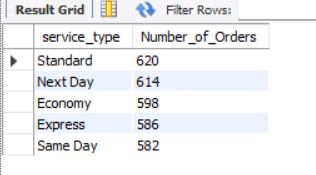 Result Grid Filter Rows:
service_type Number_of_Orders
Standard 620
Next Day 614
Economy 598
Express 586
Same Day 582